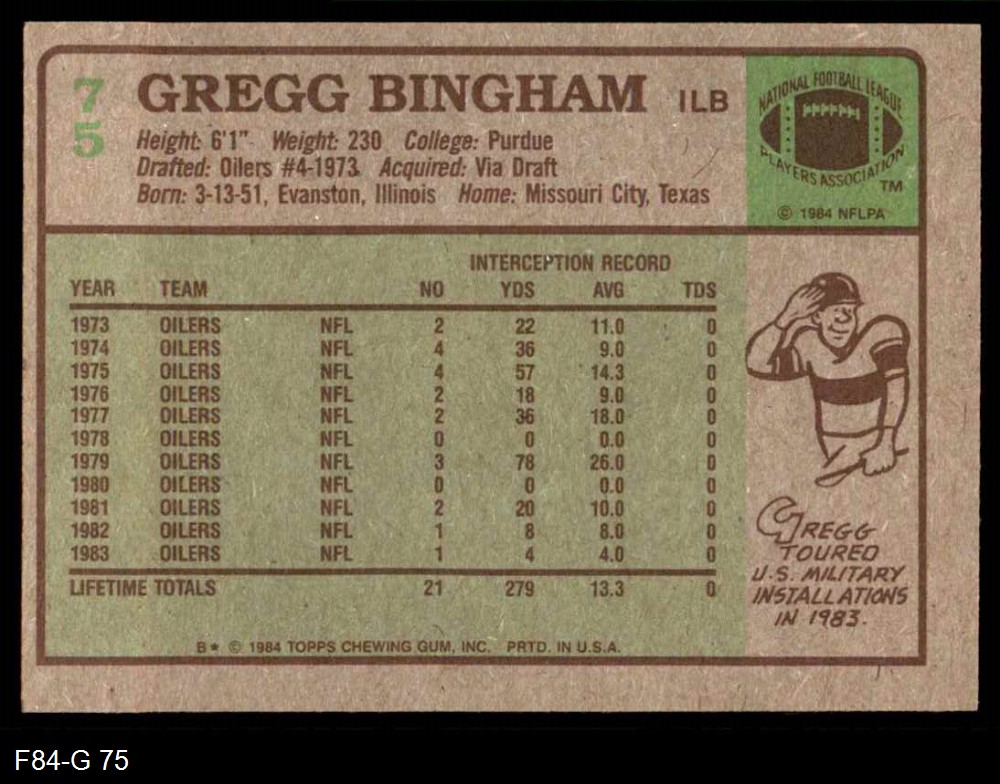 75
GREGG BINGHAM ILB
Height: 6'1" Weight: 230 College: Purdue
Drafted: Oilers #4-1973 Acquired: Via Draft
Born: 3-13-51, Evanston, Illinois Home: Missouri City, Texas
NATIONAL FOOTBALL LEAGUE
PLAYERS ASSOCIATION
TM
© 1984 NFLPA
INTERCEPTION RECORD
YEAR TEAM NO YDS AVG TDS
1973 OILERS NFL 2 22 11.0 0
1974 OILERS NFL 4 36 9.0 0
1975 OILERS NFL 4 57 14.3 0
1976 OILERS NFL 2 18 9.0 0
1977 OILERS NFL 2 36 18.0 0
1978 OILERS NFL 0 0 0.0 0
1979 OILERS NFL 3 78 26.0 0
1980 OILERS NFL 0 0 0.0 0
1981 OILERS NFL 2 20 10.0 0
1982 OILERS NFL 1 8 8.0 0
1983 OILERS NFL 1 4 4.0 0
LIFETIME TOTALS 21 279 13.3 0
B* © 1984 TOPPS CHEWING GUM, INC. PRTD. IN U.S.A.
GREGG
TOURED
U.S. MILITARY
INSTALLATIONS
IN 1983.
F84-G 75